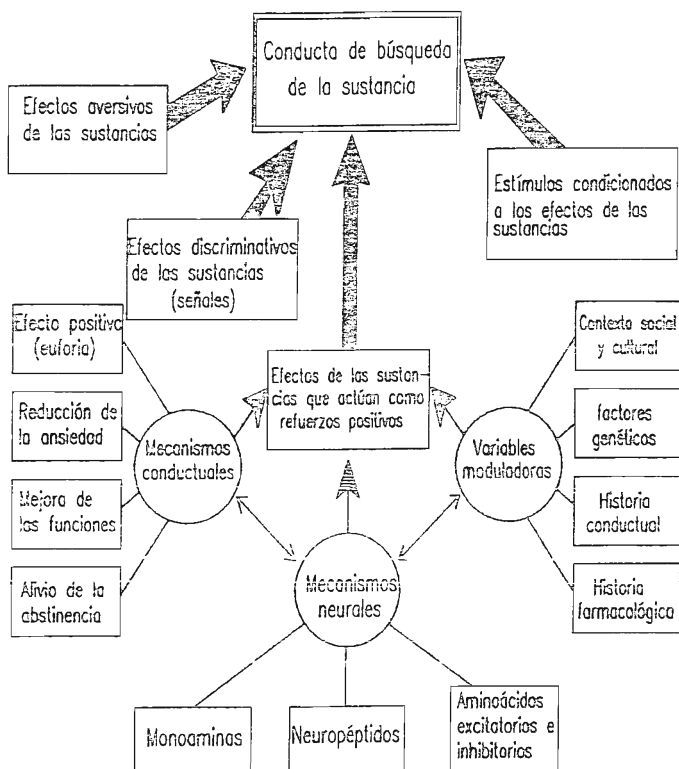 Conducta de búsqueda
de la sustancia
Efectos aversivos
de las sustancias
Estímulos condicionados
a los efectos de las
sustancias
Efectos discriminativos
de las sustancias
(señales)
Efecto positivo
(euforia)
Reducción de
la ansiedad
Mejora de
las funciones
Alivio de la
abstinencia
Mecanismos
conductuales
Efectos de las sustan-
cias que actúan como
refuerzos positivos
Variables
moduladoras
Contexto social
y cultural
factores
genéticos
Historia
conductual
Historia
farmacológica
Mecanismos
neurales
Monoaminas
Neuropéptidos
Aminoácidos
excitatorios e
inhibitorios